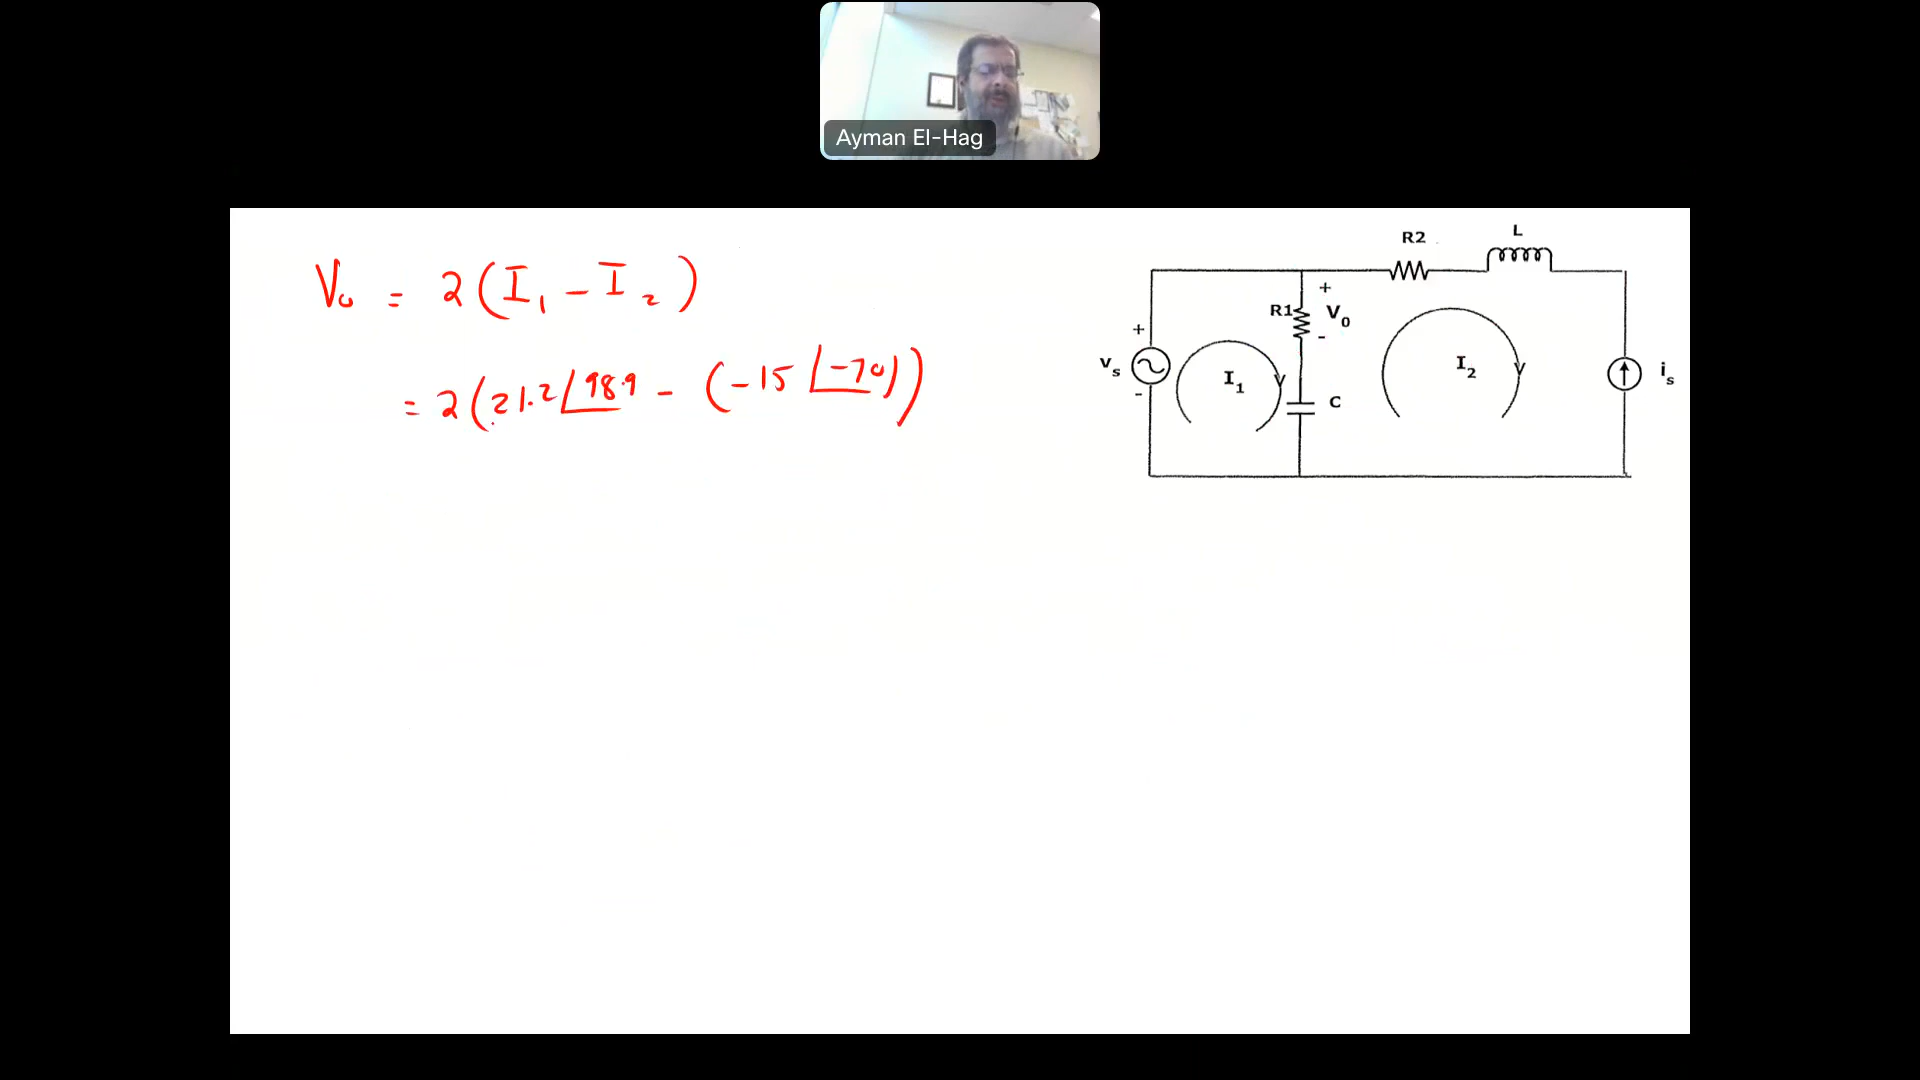 Ayman El-Hag
V₀ = 2(I₁ - I₂)
= 2(21.2∠98.9 - (-15∠-70))
R2
L
+
R1
V₀
-
+
vₛ
-
I₁
C
I₂
iₛ